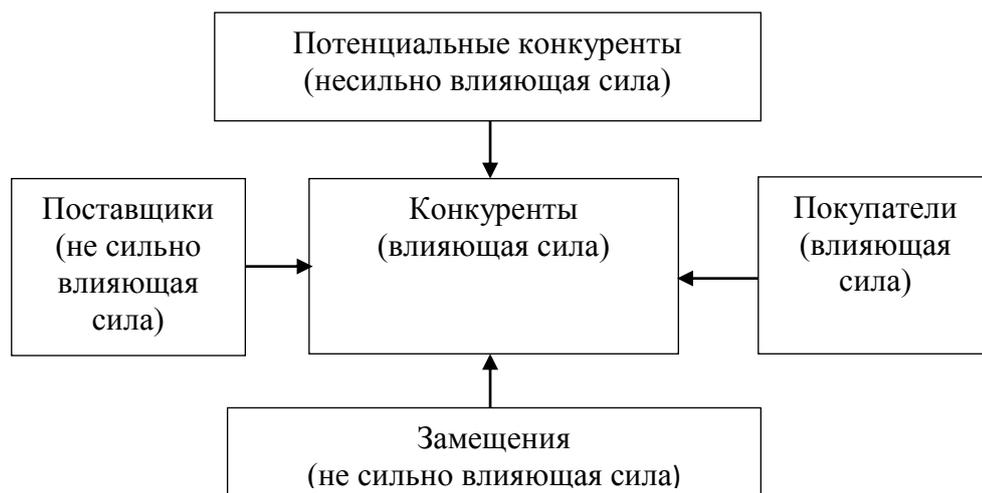 Потенциальные конкуренты
(несильно влияющая сила)
Поставщики
(не сильно
влияющая
сила)
Конкуренты
(влияющая сила)
Покупатели
(влияющая
сила)
Замещения
(не сильно влияющая сила)